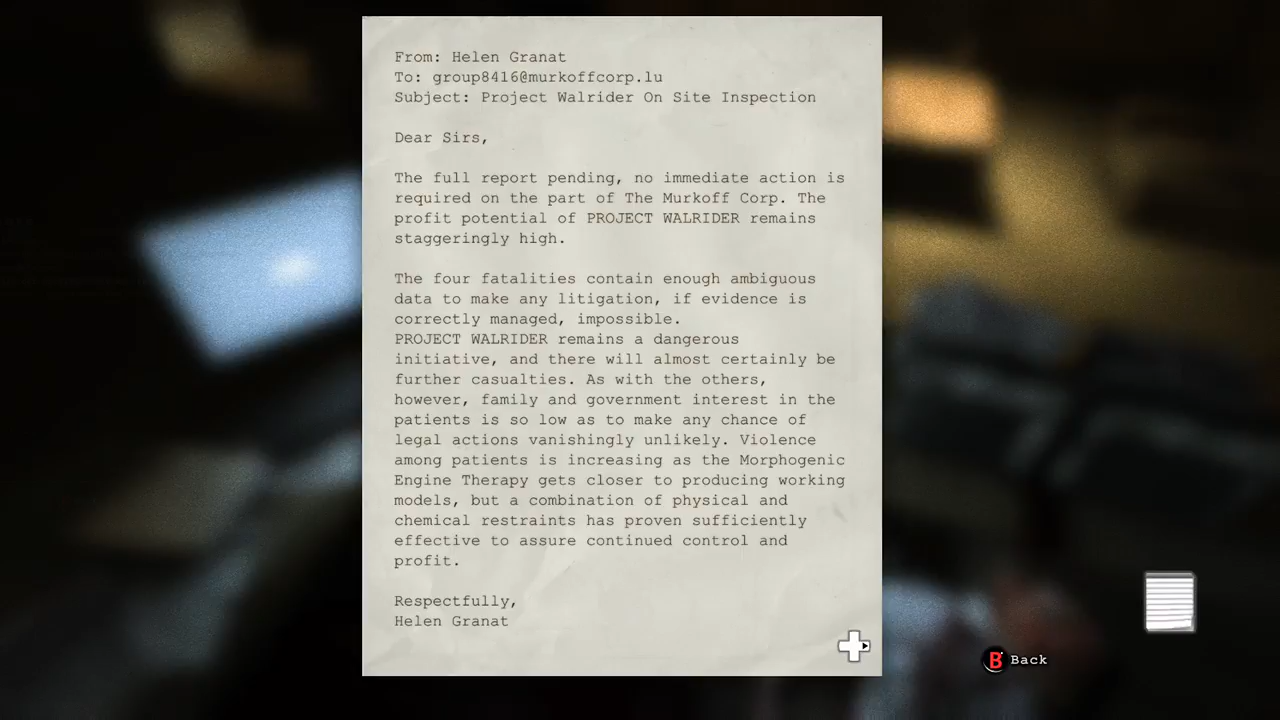 From: Helen Granat
To: group8416@murkoffcorp.lu
Subject: Project Walrider On Site Inspection
Dear Sirs,
The full report pending, no immediate action is
required on the part of The Murkoff Corp. The
profit potential of PROJECT WALRIDER remains
staggeringly high.
The four fatalities contain enough ambiguous
data to make any litigation, if evidence is
correctly managed, impossible.
PROJECT WALRIDER remains a dangerous
initiative, and there will almost certainly be
further casualties. As with the others,
however, family and government interest in the
patients is so low as to make any chance of
legal actions vanishingly unlikely. Violence
among patients is increasing as the Morphogenic
Engine Therapy gets closer to producing working
models, but a combination of physical and
chemical restraints has proven sufficiently
effective to assure continued control and
profit.
Respectfully,
Helen Granat
B Back